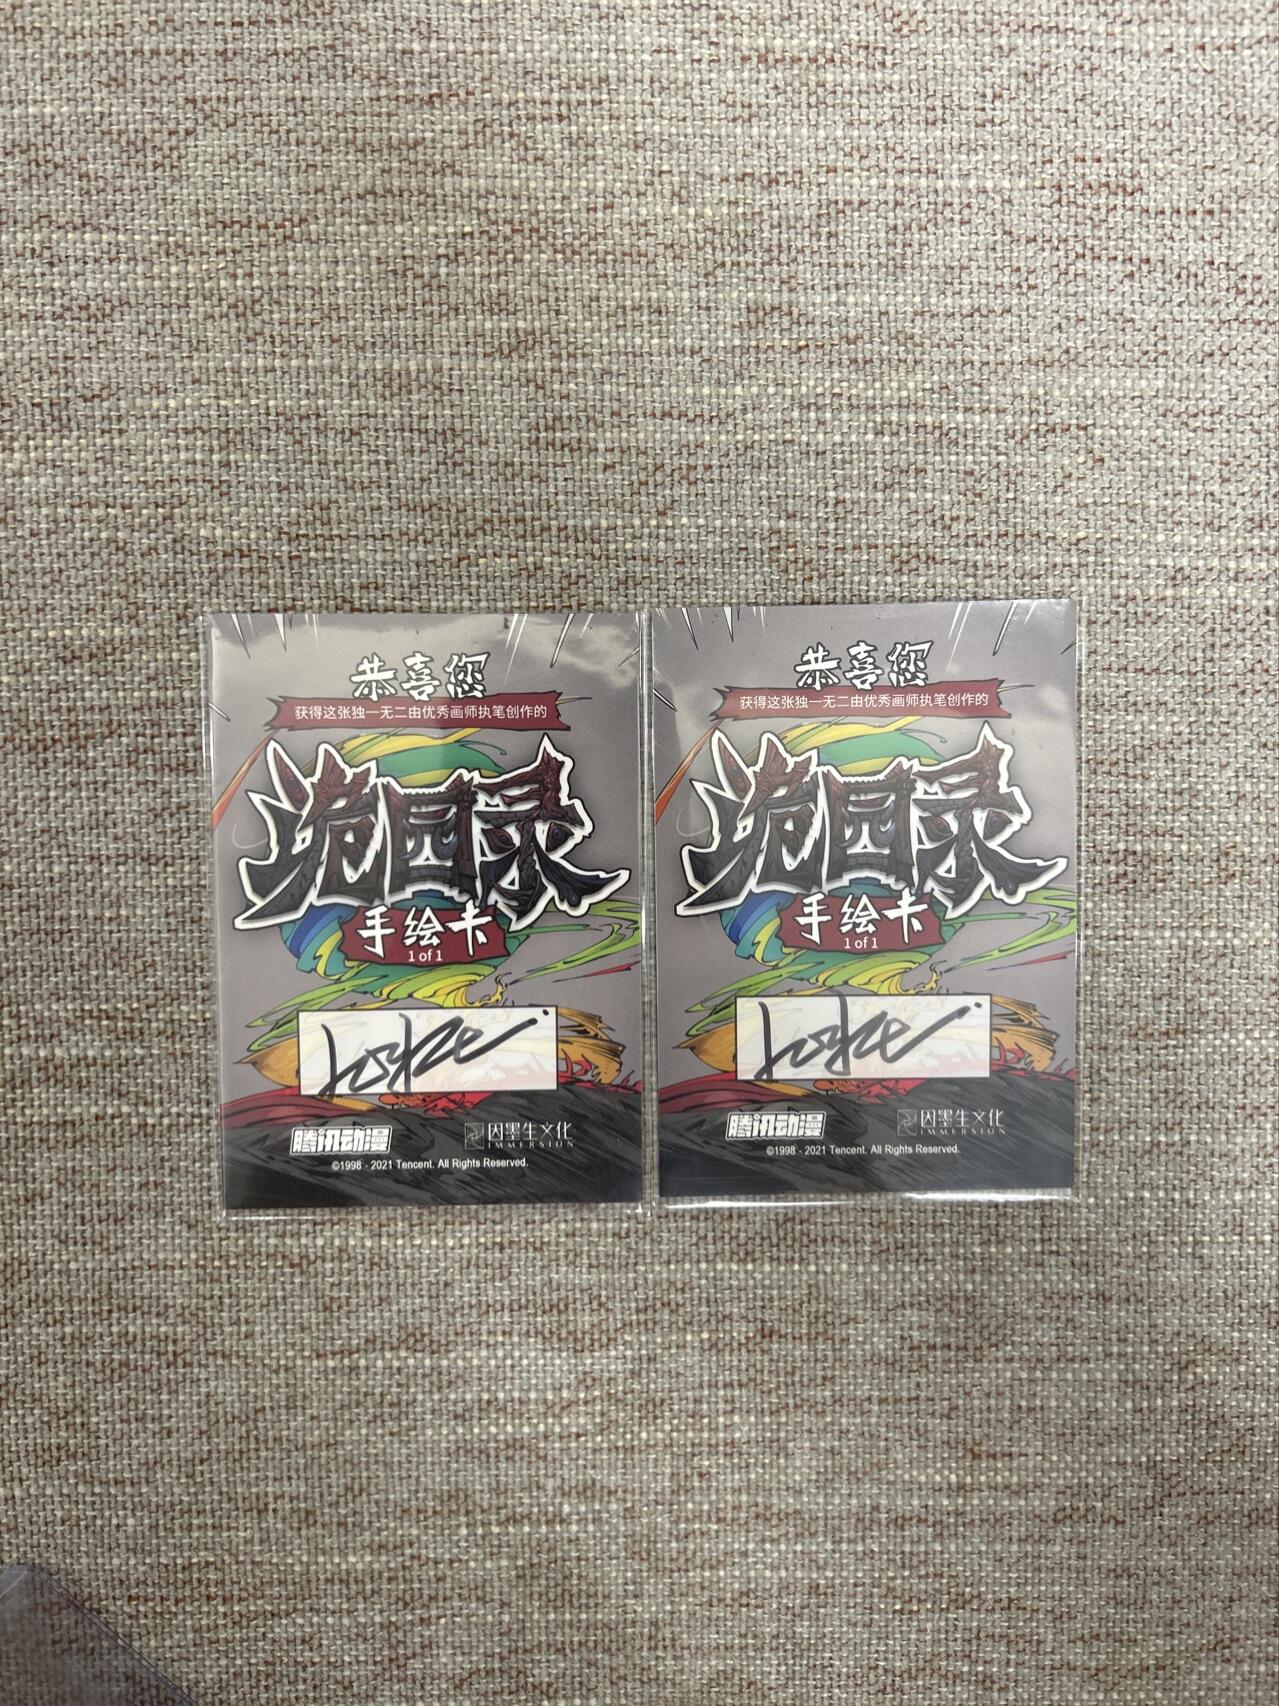 恭喜您
获得这张独一无二由优秀画师执笔创作的
诡园录
手绘卡
1 of 1
腾讯动漫
因墨生文化
IMMERSION
©1998 - 2021 Tencent. All Rights Reserved.
恭喜您
获得这张独一无二由优秀画师执笔创作的
诡园录
手绘卡
1 of 1
腾讯动漫
因墨生文化
IMMERSION
©1998 - 2021 Tencent. All Rights Reserved.